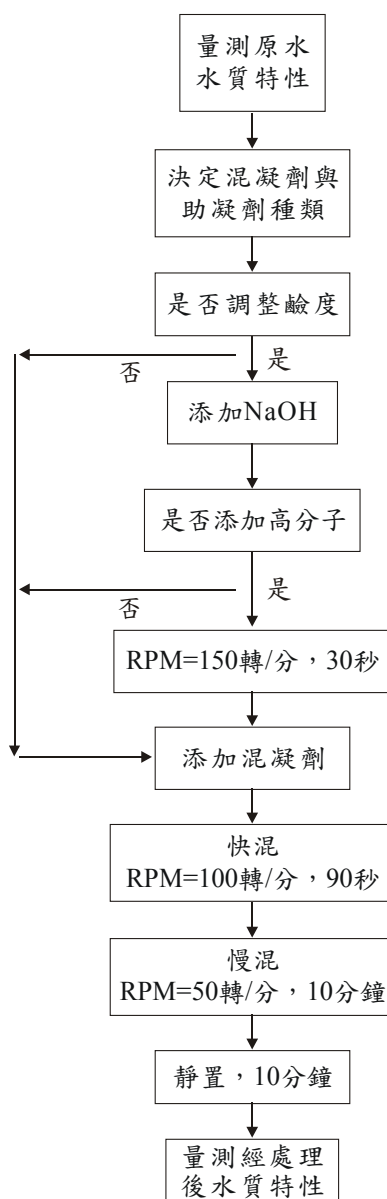 量測原水
水質特性
決定混凝劑與
助凝劑種類
是否調整鹼度
否
是
添加NaOH
是否添加高分子
否
是
RPM=150轉/分，30秒
添加混凝劑
快混
RPM=100轉/分，90秒
慢混
RPM=50轉/分，10分鐘
靜置，10分鐘
量測經處理
後水質特性